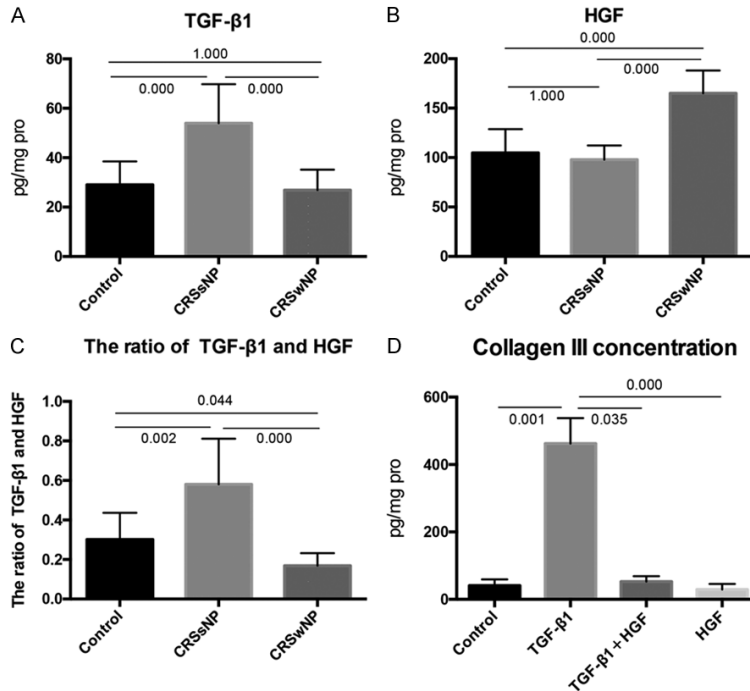 A
TGF-β1
1.000
0.000
0.000
80
60
40
20
0
pg/mg pro
Control
CRSsNP
CRSwNP
B
HGF
0.000
0.000
1.000
200
150
100
50
0
pg/mg pro
Control
CRSsNP
CRSwNP
C
The ratio of TGF-β1 and HGF
0.044
0.002
0.000
1.0
0.8
0.6
0.4
0.2
0.0
The ratio of TGF-β1 and HGF
Control
CRSsNP
CRSwNP
D
Collagen III concentration
0.000
0.001
0.035
600
400
200
0
pg/mg pro
Control
TGF-β1
TGF-β1 + HGF
HGF